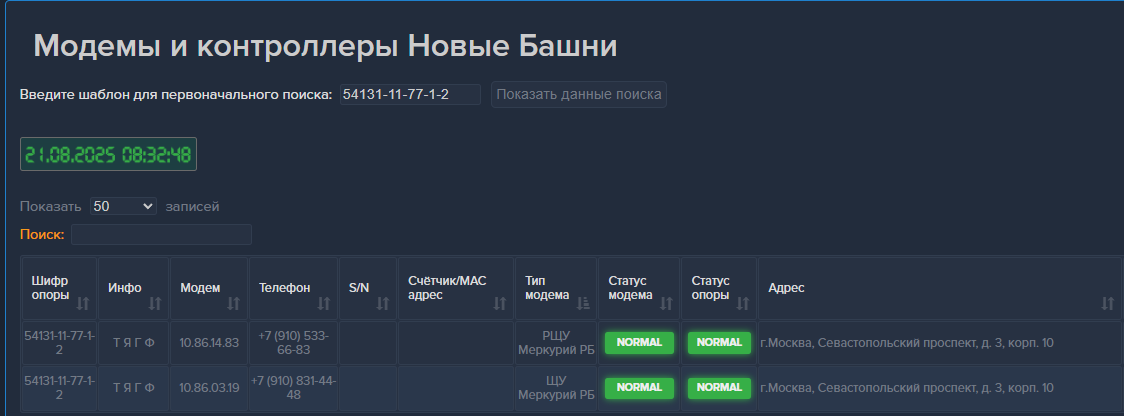 Модемы и контроллеры Новые Башни
Введите шаблон для первоначального поиска: 54131-11-77-1-2 Показать данные поиска
21.08.2025 08:32:48
Показать 50 записей
Поиск:
Шифр опоры Инфо Модем Телефон S/N Счётчик/МАС адрес Тип модема Статус модема Статус опоры Адрес
54131-11-77-1-2 Т Я Г Ф 10.86.14.83 +7 (910) 533-66-83 РЩУ Меркурий РБ NORMAL NORMAL г.Москва, Севастопольский проспект, д. 3, корп. 10
54131-11-77-1-2 Т Я Г Ф 10.86.03.19 +7 (910) 831-44-48 ЩУ Меркурий РБ NORMAL NORMAL г.Москва, Севастопольский проспект, д. 3, корп. 10